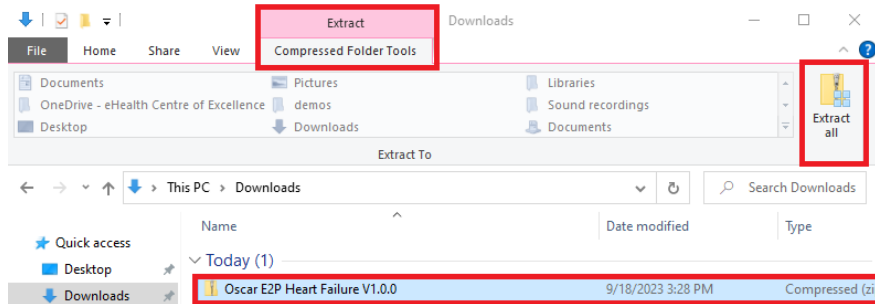 Extract
Downloads
File
Home
Share
View
Compressed Folder Tools
Documents
Pictures
Libraries
OneDrive - eHealth Centre of Excellence
demos
Sound recordings
Desktop
Downloads
Documents
Extract
all
Extract To
This PC > Downloads
Search Downloads
Name
Date modified
Type
Quick access
Today (1)
Desktop
Oscar E2P Heart Failure V1.0.0
9/18/2023 3:28 PM
Compressed (zi
Downloads